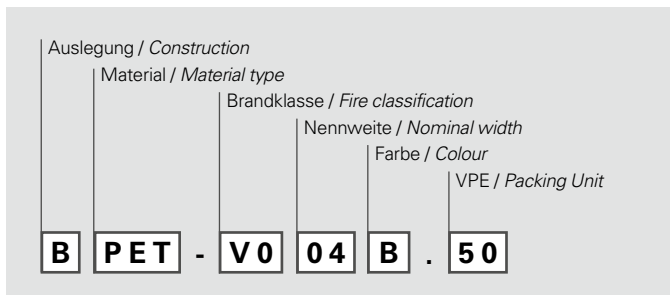 Auslegung / Construction
Material / Material type
Brandklasse / Fire classification
Nennweite / Nominal width
Farbe / Colour
VPE / Packing Unit
B PET - V0 04 B . 50